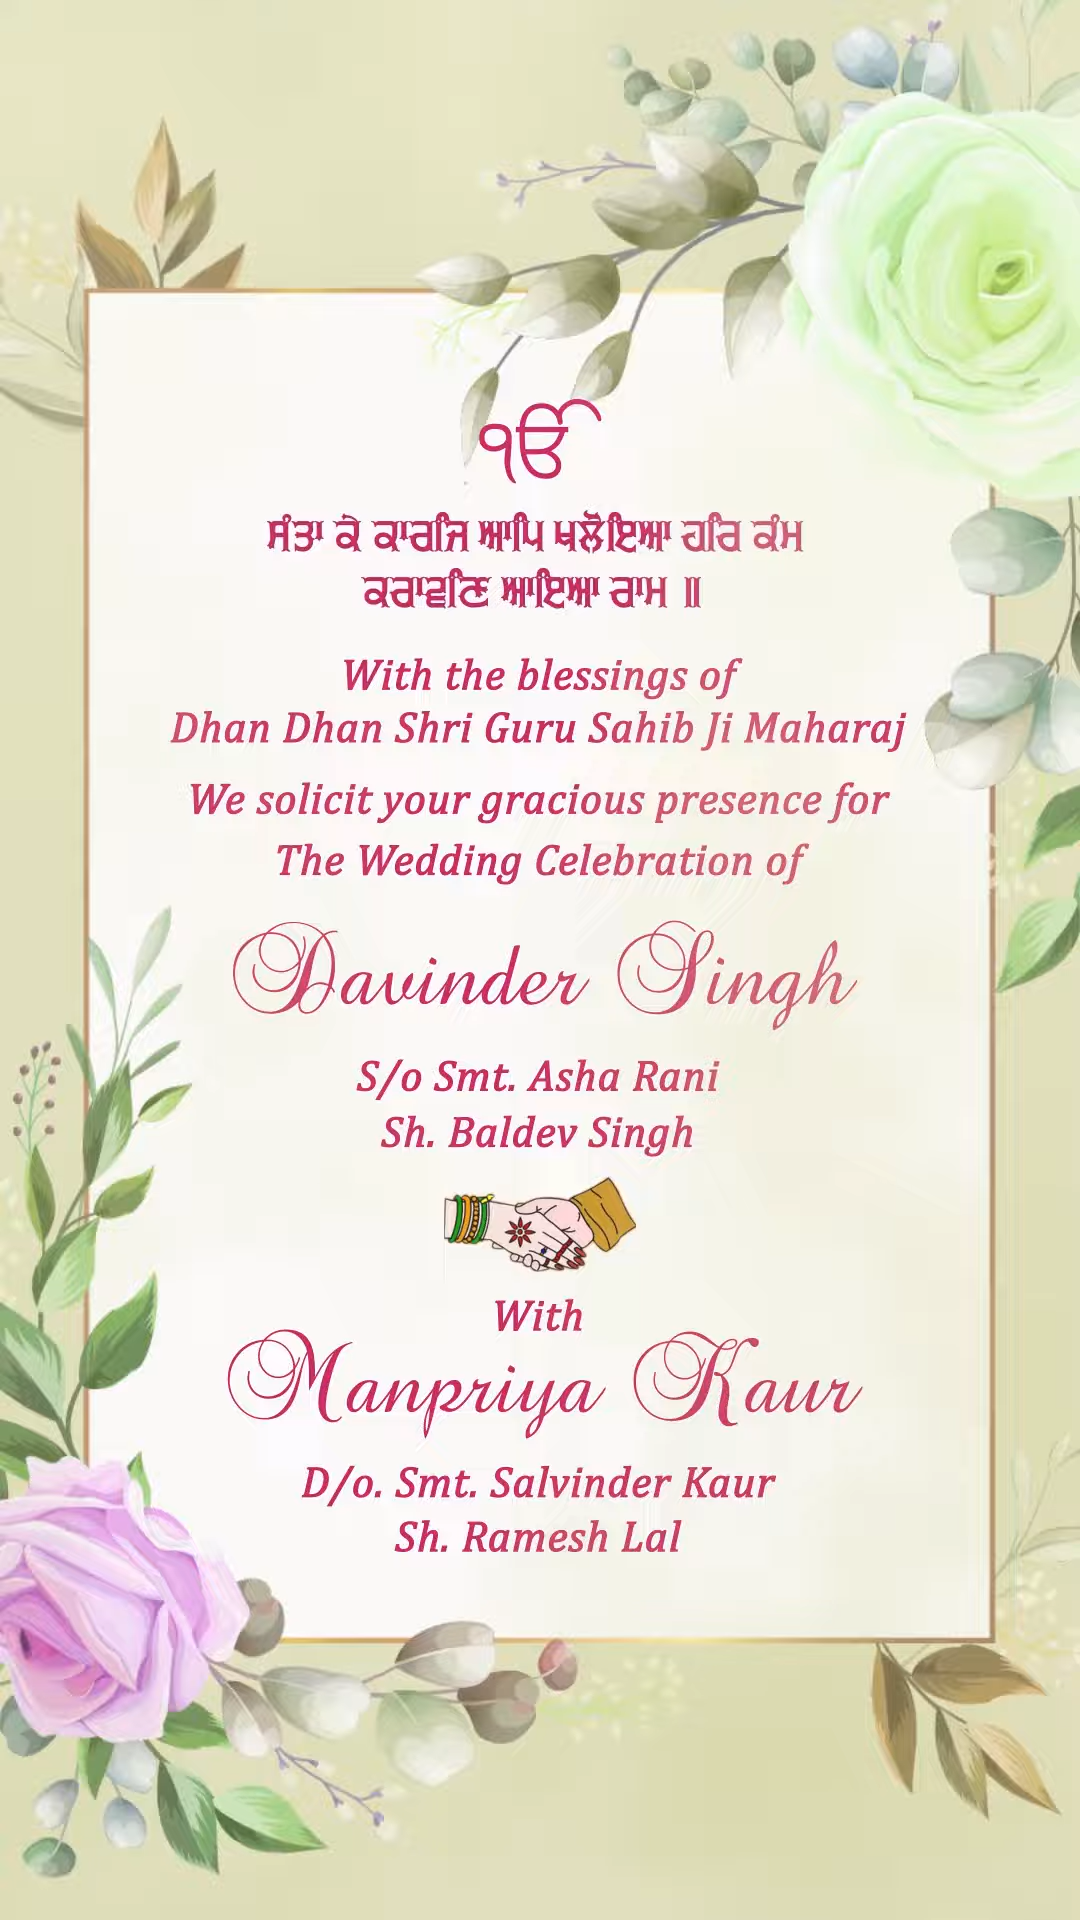 ੴ
ਸੰਤਾ ਕੇ ਕਾਰਜਿ ਆਪਿ ਖਲੋਇਆ ਹਰਿ ਕੰਮ
ਕਰਾਵਣਿ ਆਇਆ ਰਾਮ ॥
With the blessings of
Dhan Dhan Shri Guru Sahib Ji Maharaj
We solicit your gracious presence for
The Wedding Celebration of
Davinder Singh
S/o Smt. Asha Rani
Sh. Baldev Singh
With
Manpriya Kaur
D/o. Smt. Salvinder Kaur
Sh. Ramesh Lal